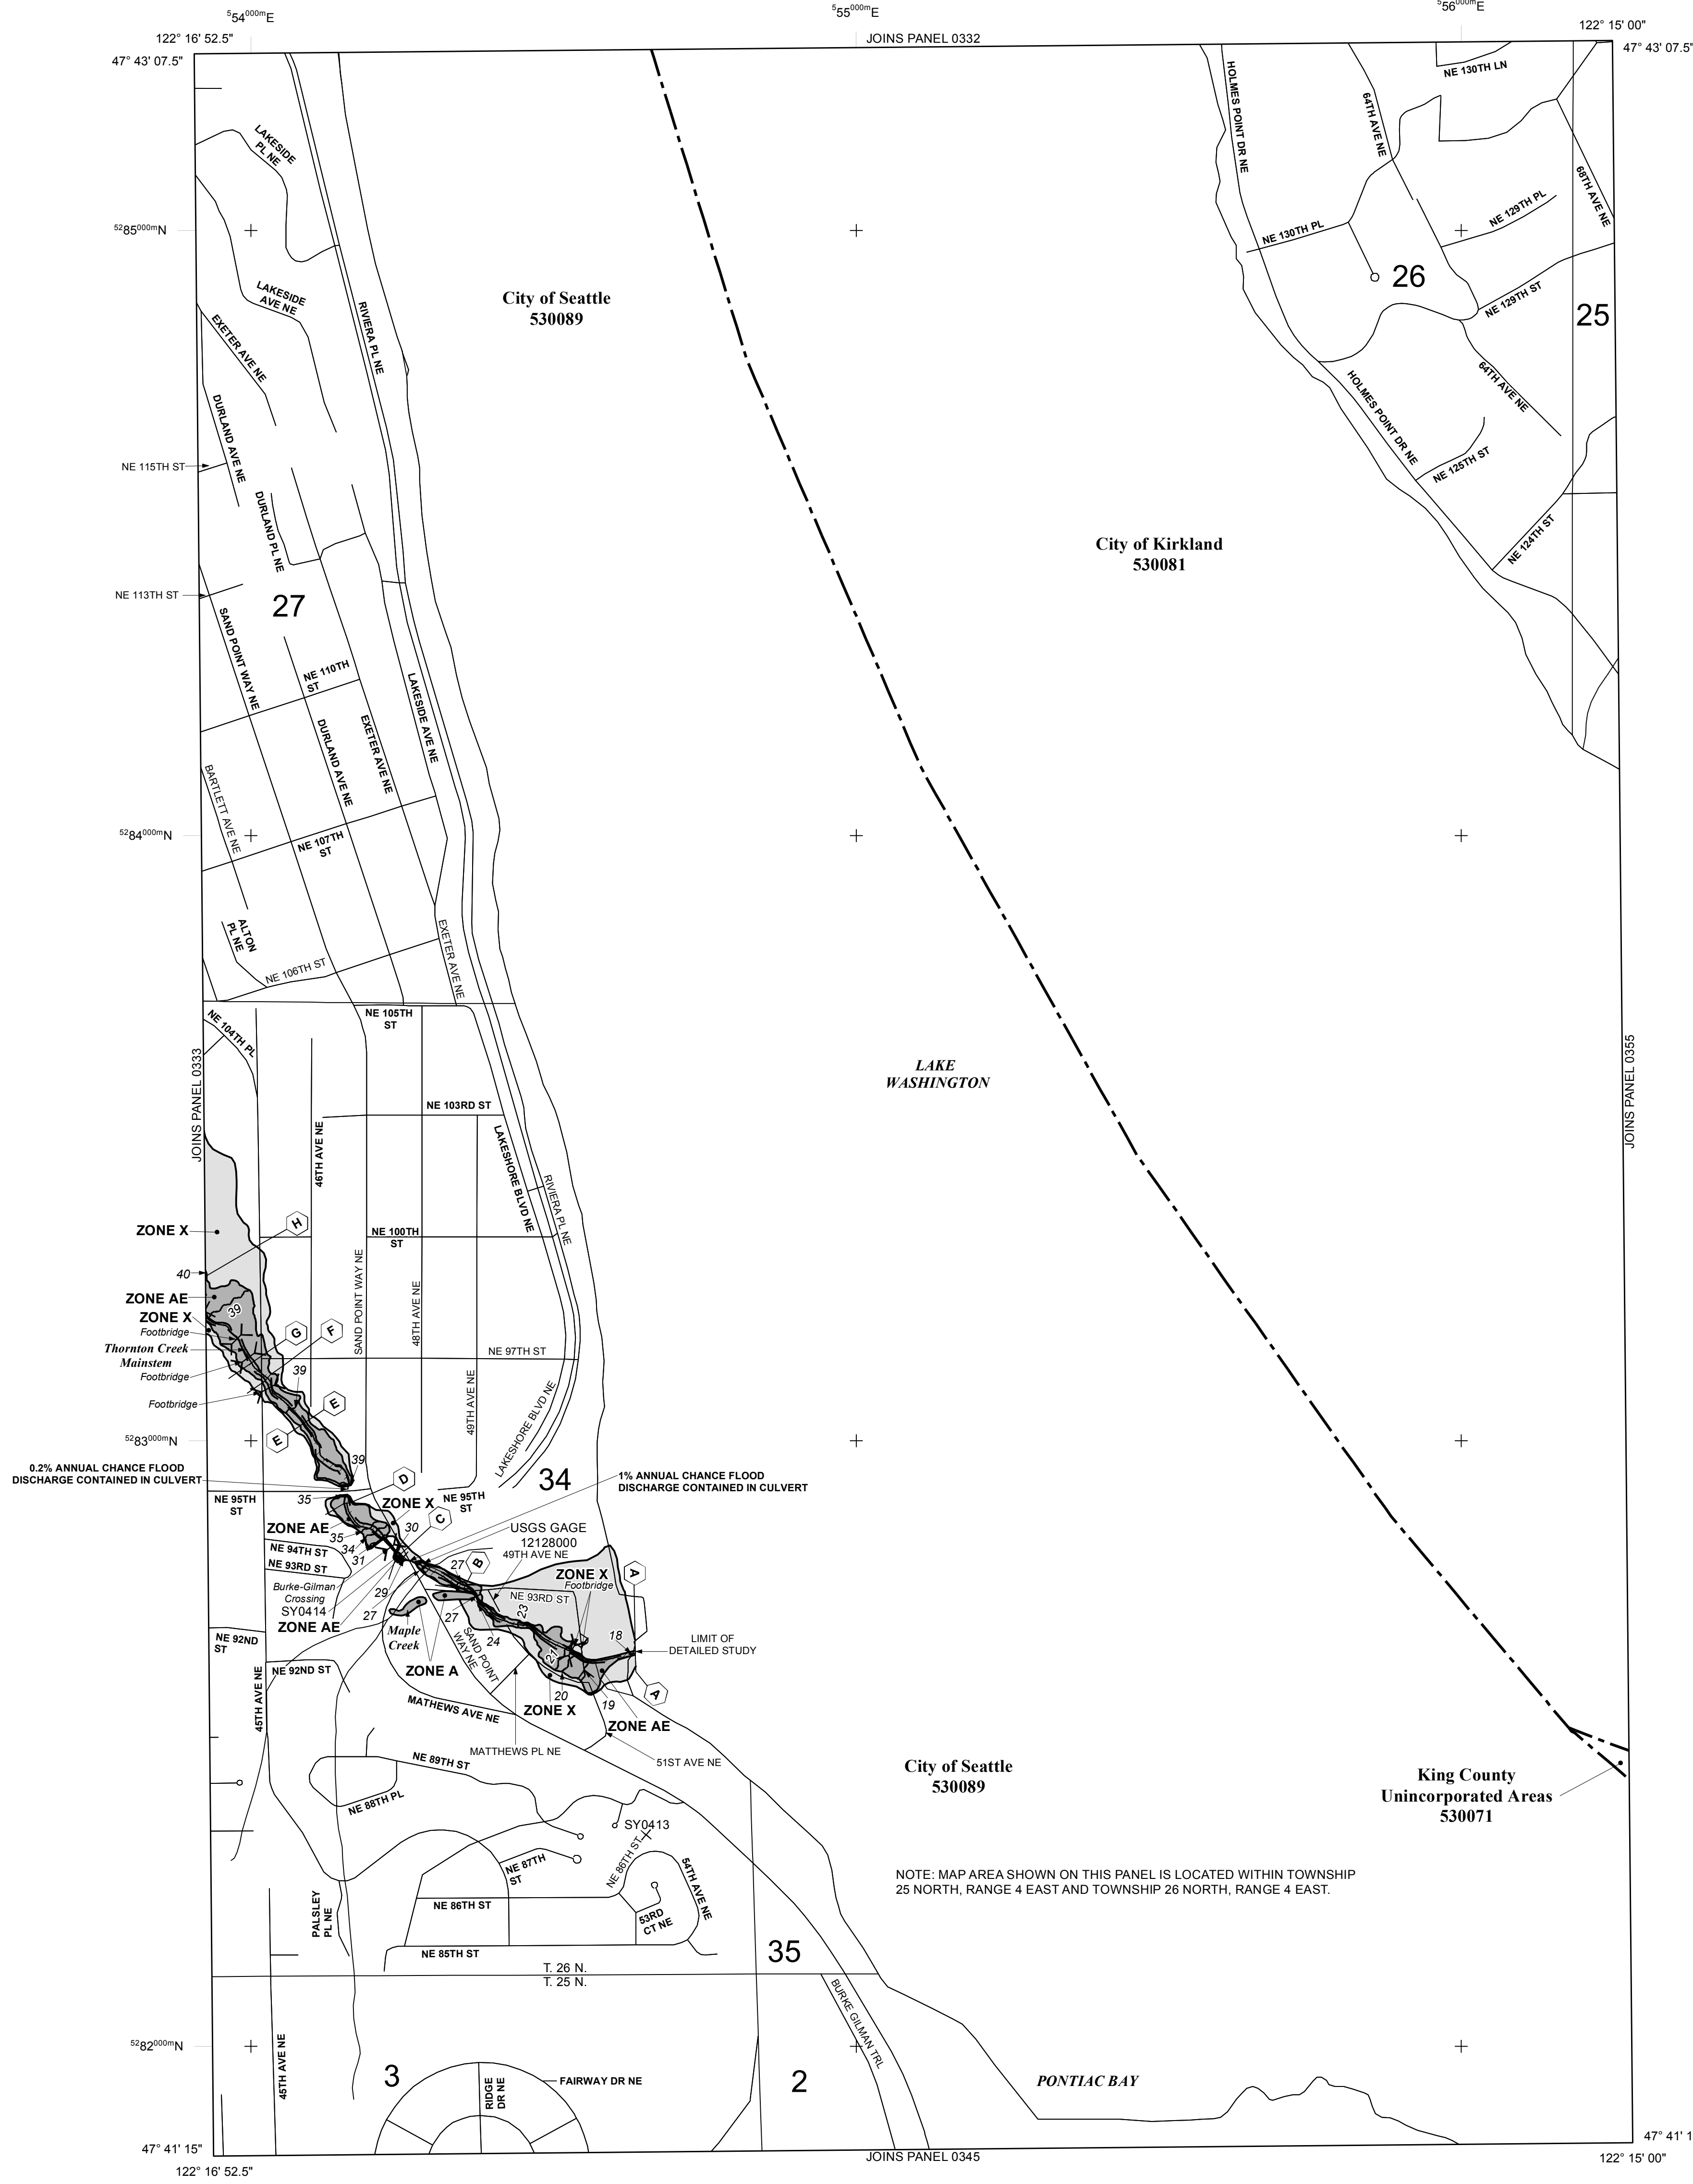 554000mE
555000mE
556000mE
122° 16' 52.5"
JOINS PANEL 0332
122° 15' 00"
47° 43' 07.5"
47° 43' 07.5"
NE 130TH LN
HOLMES POINT DR NE
64TH AVE NE
LAKESIDE
PL NE
68TH AVE NE
NE 129TH PL
NE 130TH PL
5285000mN
26
LAKESIDE
AVE NE
City of Seattle
530089
NE 129TH ST
25
RIVIERA PL NE
EXETER AVE NE
HOLMES POINT DR NE
64TH AVE NE
DURLAND AVE NE
NE 115TH ST
NE 125TH ST
DURLAND PL NE
NE 124TH ST
City of Kirkland
530081
NE 113TH ST
27
SAND POINT WAY NE
NE 110TH
ST
LAKESIDE AVE NE
DURLAND AVE NE
EXETER AVE NE
BARTLETT AVE NE
5284000mN
NE 107TH
ST
ALTON
PL NE
EXETER AVE NE
NE 106TH ST
NE 105TH
ST
NE 104TH PL
JOINS PANEL 0333
LAKE
WASHINGTON
JOINS PANEL 0355
NE 103RD ST
46TH AVE NE
LAKESHORE BLVD NE
RIVIERA PL NE
ZONE X
H
NE 100TH
ST
40
SAND POINT WAY NE
48TH AVE NE
ZONE AE
39
ZONE X
Footbridge
G
F
Thornton Creek
Mainstem
NE 97TH ST
Footbridge
39
49TH AVE NE
LAKESHORE BLVD NE
Footbridge
E
E
5283000mN
39
0.2% ANNUAL CHANCE FLOOD
DISCHARGE CONTAINED IN CULVERT
D
34
1% ANNUAL CHANCE FLOOD
DISCHARGE CONTAINED IN CULVERT
NE 95TH
ST
35
ZONE X
NE 95TH
ST
C
ZONE AE
35
30
USGS GAGE
12128000
NE 94TH ST
34
31
49TH AVE NE
NE 93RD ST
27
B
ZONE X
Footbridge
A
Burke-Gilman
Crossing
29
NE 93RD ST
SY0414
27
27
23
ZONE AE
Maple
Creek
24
18
LIMIT OF
DETAILED STUDY
NE 92ND
ST
SAND POINT
WAY NE
21
NE 92ND ST
ZONE A
20
19
A
45TH AVE NE
MATHEWS AVE NE
ZONE X
ZONE AE
MATTHEWS PL NE
51ST AVE NE
NE 89TH ST
City of Seattle
530089
King County
Unincorporated Areas
530071
NE 88TH PL
SY0413
NE 87TH
ST
NE 86TH ST
54TH AVE NE
NOTE: MAP AREA SHOWN ON THIS PANEL IS LOCATED WITHIN TOWNSHIP
25 NORTH, RANGE 4 EAST AND TOWNSHIP 26 NORTH, RANGE 4 EAST.
PALSLEY
PL NE
NE 86TH ST
53RD
CT NE
NE 85TH ST
35
T. 26 N.
T. 25 N.
BURKE GILMAN TRL
5282000mN
45TH AVE NE
3
RIDGE
DR NE
FAIRWAY DR NE
2
PONTIAC BAY
47° 41' 15"
JOINS PANEL 0345
47° 41' 1
122° 16' 52.5"
122° 15' 00"